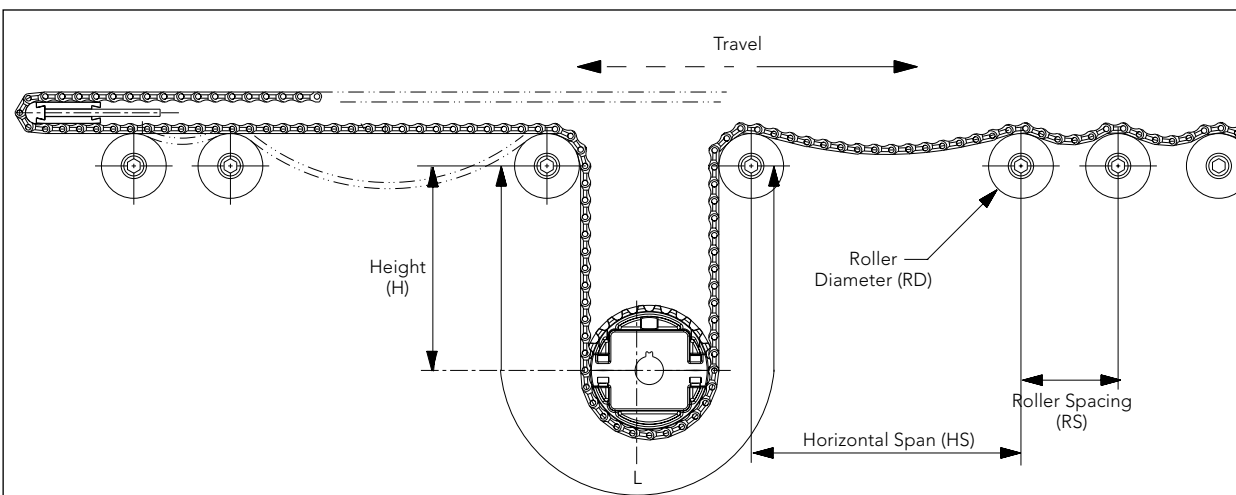 Travel
Height
(H)
Roller
Diameter (RD)
Roller Spacing
(RS)
Horizontal Span (HS)
L